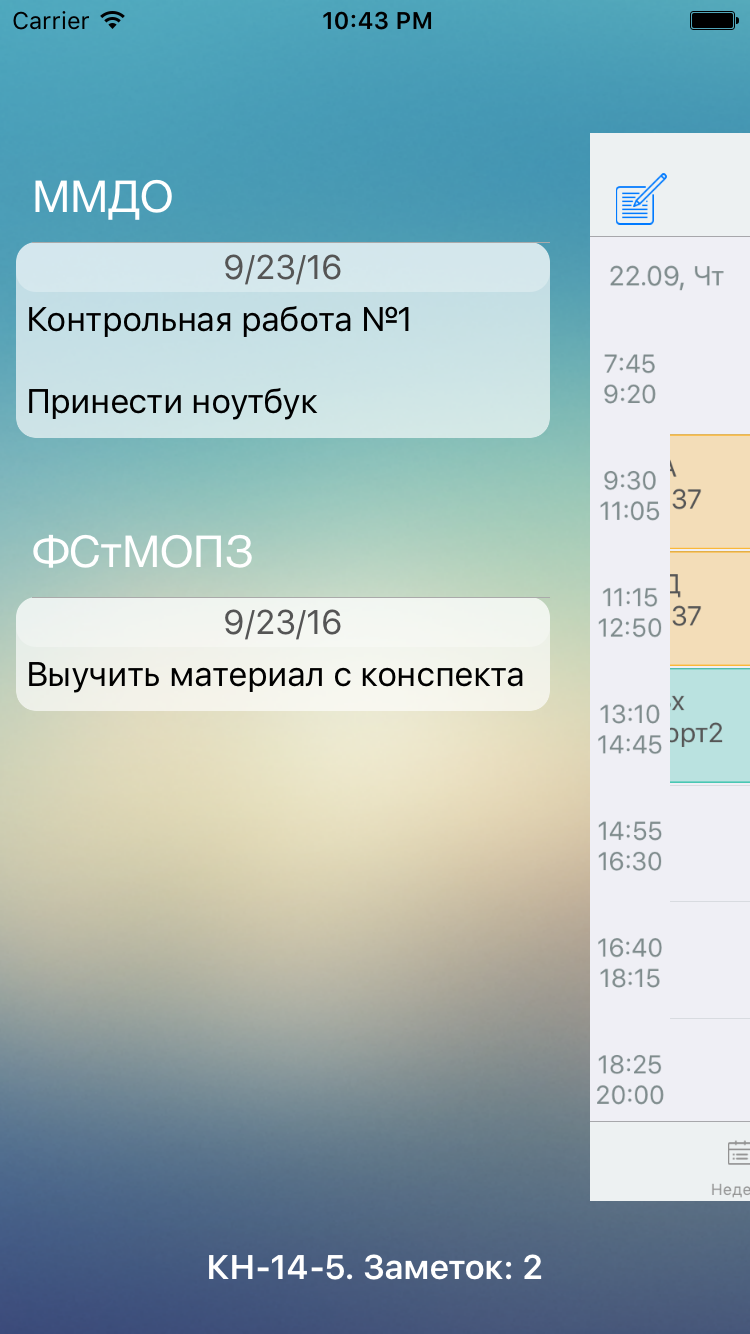 Carrier 10:43 PM
ММДО
9/23/16
Контрольная работа №1
Принести ноутбук
ФСтМОПЗ
9/23/16
Выучить материал с конспекта
22.09, Чт
7:45
9:20
9:30
11:05
37
11:15
12:50
Д
37
13:10
14:45
х
орт2
14:55
16:30
16:40
18:15
18:25
20:00
Неде
КН-14-5. Заметок: 2